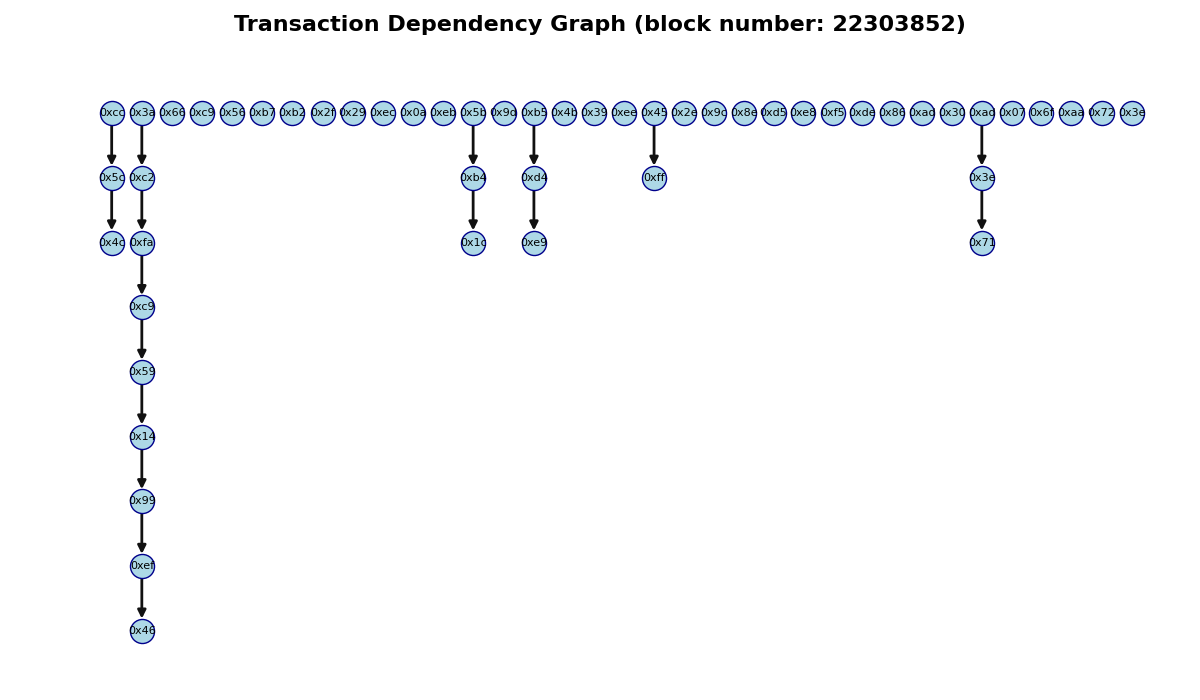 Transaction Dependency Graph (block number: 22303852)
0xcc 0x3a 0x66 0xc9 0x56 0xb7 0xb2 0x2f 0x29 0xec 0x0a 0xeb 0x5b 0x9d 0xb5 0x4b 0x39 0xee 0x45 0x2e 0x9c 0x8e 0xd5 0xe8 0xf5 0xde 0x86 0xad 0x30 0xad 0x07 0x6f 0xaa 0x72 0x3e
0x5c 0xc2 0xb4 0xd4 0xff 0x3e
0x4c 0xfa 0x1c 0xe9 0x71
0xc9
0x59
0x14
0x99
0xef
0x46